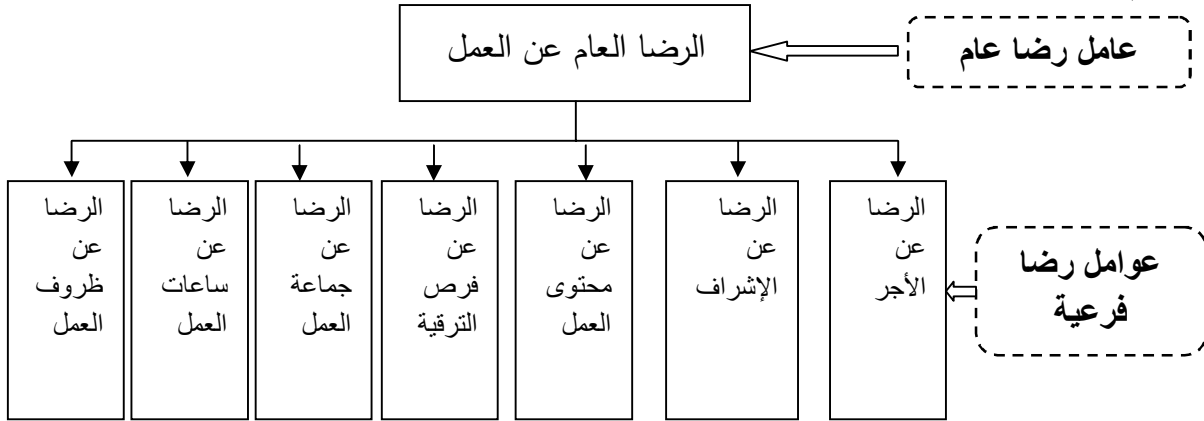 الرضا العام عن العمل
عامل رضا عام
الرضا
عن
الأجر
الرضا
عن
الإشراف
الرضا
عن
محتوى
العمل
الرضا
عن
فرص
الترقية
الرضا
عن
جماعة
العمل
الرضا
عن
ساعات
العمل
الرضا
عن
ظروف
العمل
عوامل رضا
فرعية